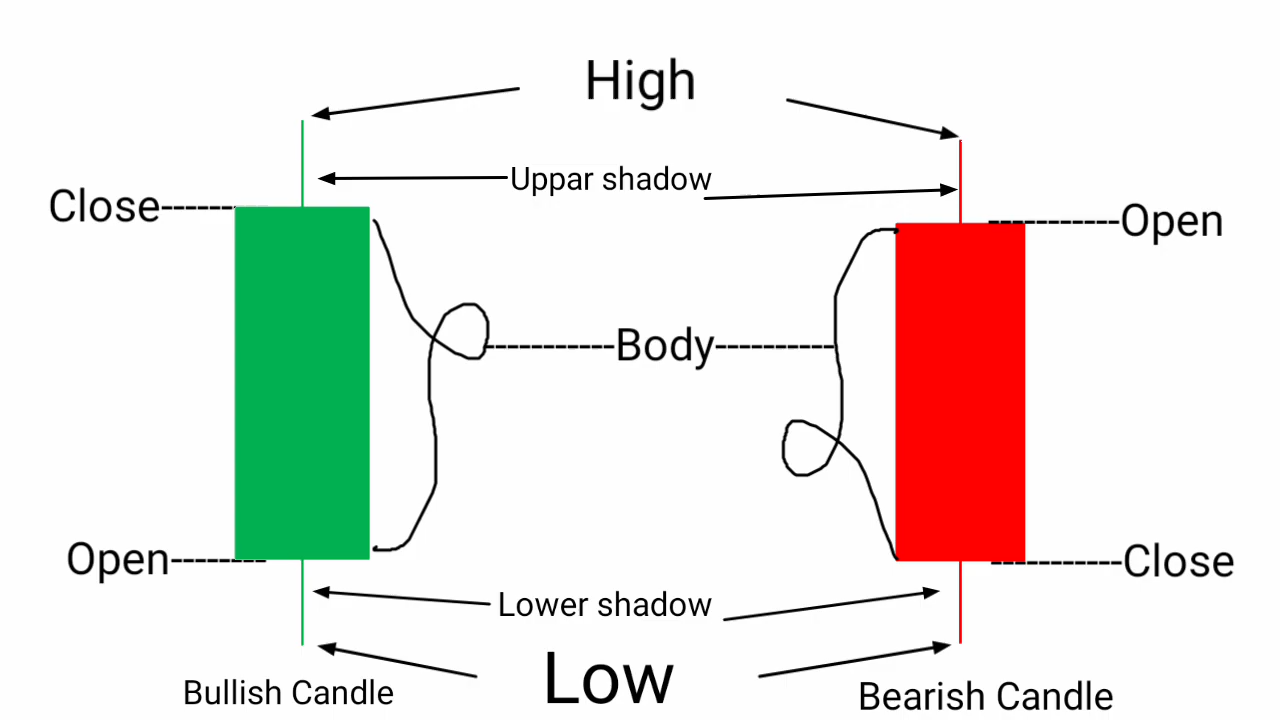 High
Uppar shadow
Close
Open
Body
Open
Close
Lower shadow
Low
Bullish Candle
Bearish Candle